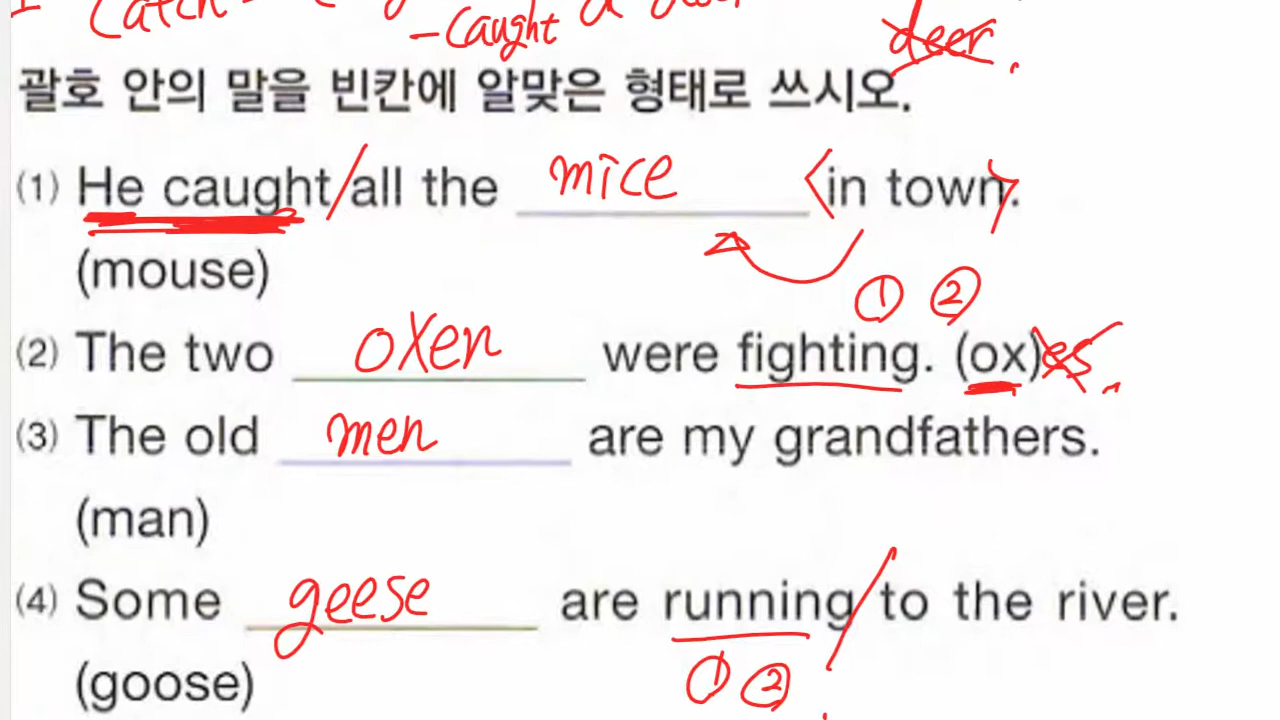 catch -
- caught a
deer.
괄호 안의 말을 빈칸에 알맞은 형태로 쓰시오.
(1) He caught / all the mice <in town>.
(mouse)
① ②
(2) The two oxen were fighting. (ox)es
(3) The old men are my grandfathers.
(man)
(4) Some geese are running / to the river.
(goose) ① ②